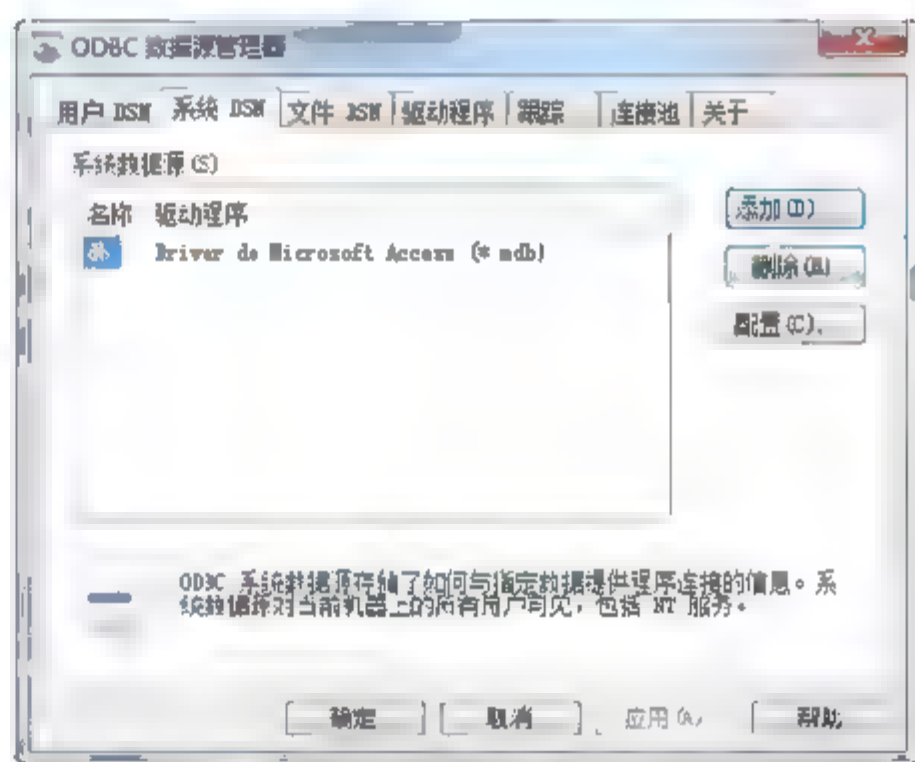 ODBC 数据源管理器
用户 DSN 系统 DSN 文件 DSN 驱动程序 跟踪 连接池 关于
系统数据源(S)
名称 驱动程序
Driver do Microsoft Access (*.mdb)
添加(D)
删除(R)
配置(C)
ODBC 系统数据源存储了如何与指定数据提供程序连接的信息。系
统数据源对当前机器上的所有用户可见，包括 NT 服务。
确定 取消 应用(A) 帮助